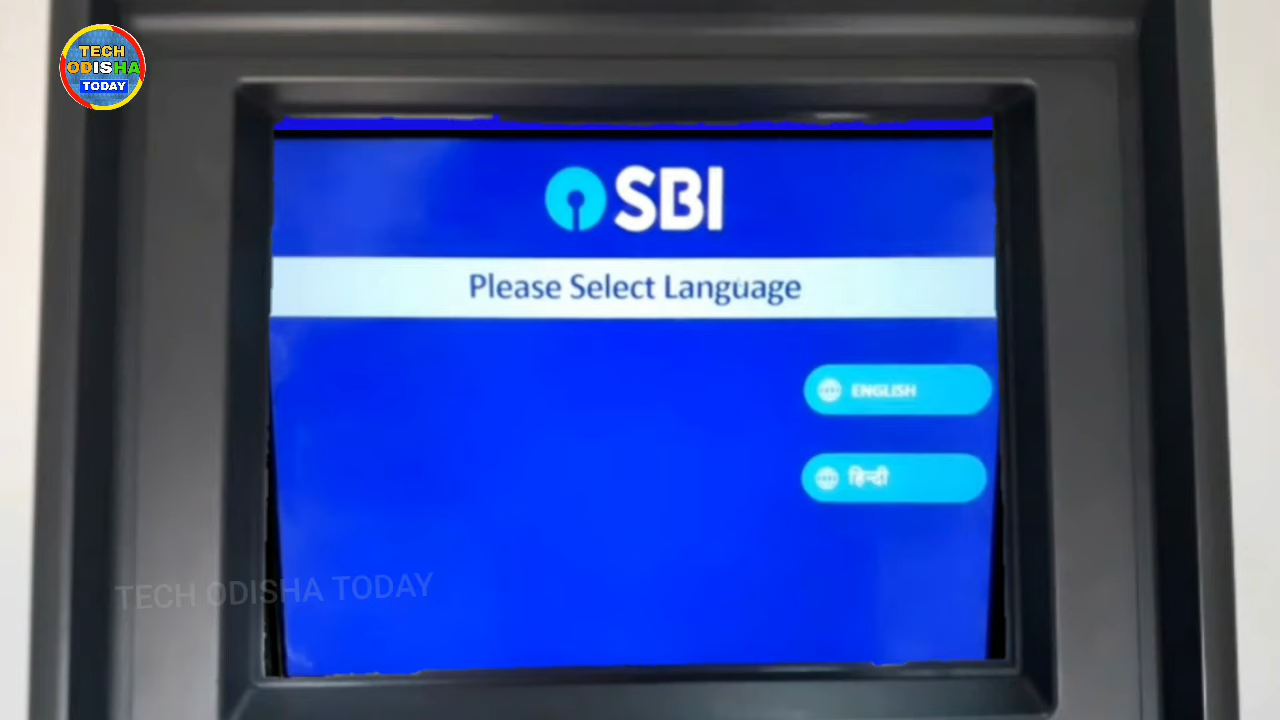 TECH
ODISHA
TODAY
SBI
Please Select Language
ENGLISH
हिन्दी
TECH ODISHA TODAY